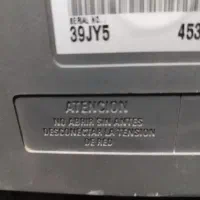 SERIAL NO.
39JY5 453
ATENCION
NO ABRIR SIN ANTES
DESCONECTAR LA TENSION
DE RED